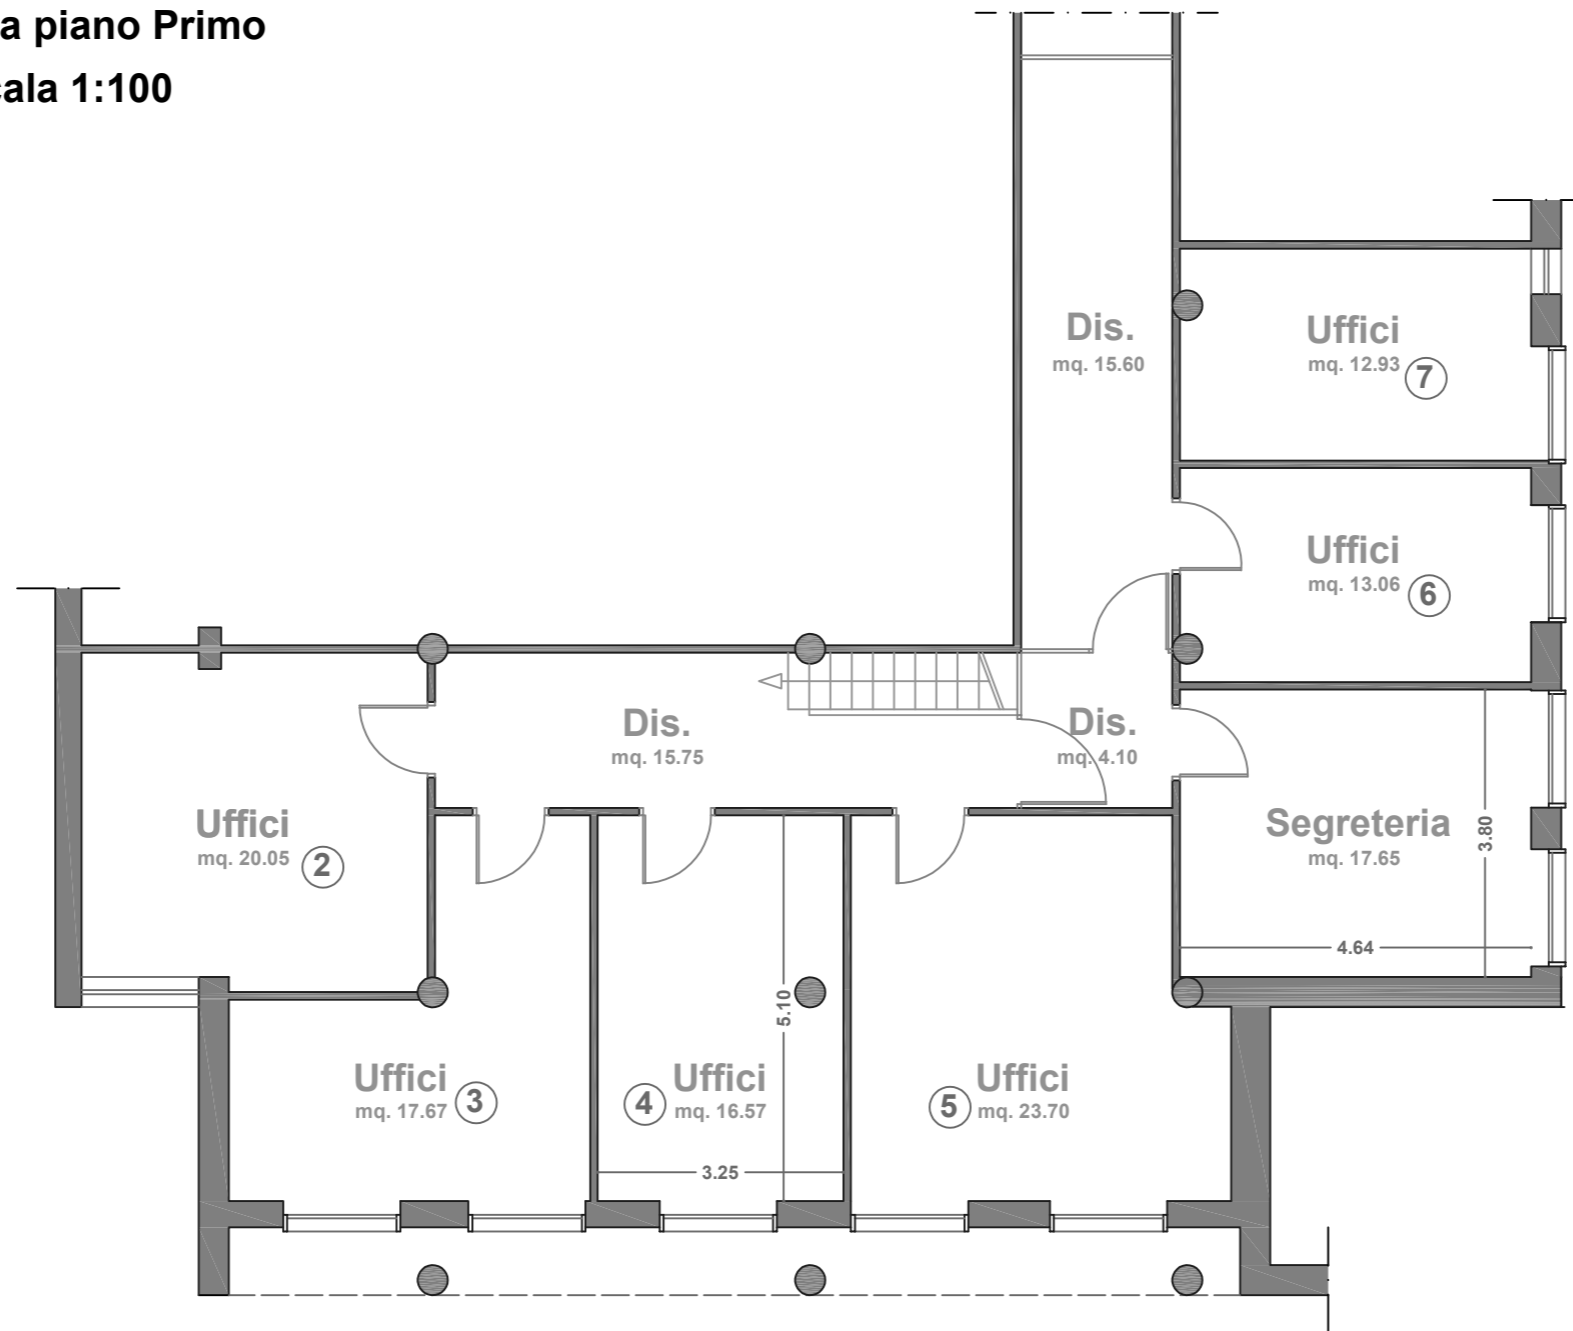 a piano Primo
cala 1:100
Dis.
mq. 15.60
Uffici
mq. 12.93
7
Uffici
mq. 13.06
6
Dis.
mq. 15.75
Dis.
mq. 4.10
Uffici
mq. 20.05
2
Segreteria
mq. 17.65
3.80
4.64
Uffici
mq. 17.67
3
4
Uffici
mq. 16.57
5.10
3.25
5
Uffici
mq. 23.70